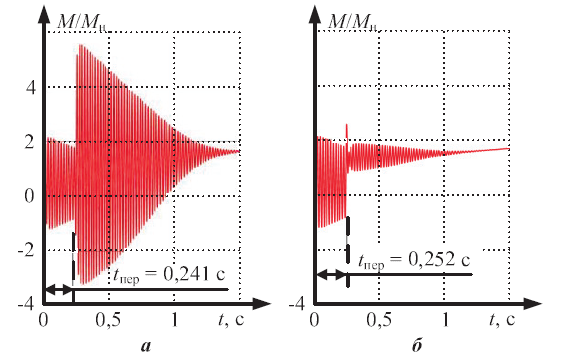 M/Mн M/Mн
4
2
0
-2
tпер = 0,241 с tпер = 0,252 с
-4 -4
0 0,5 1 t, с 0 0,5 1 t, с
а б